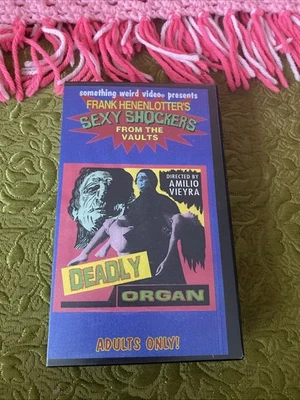 something weird video® presents
FRANK HENENLOTTER'S
SEXY SHOCKERS
FROM THE
VAULTS
DIRECTED BY
AMILIO
VIEYRA
DEADLY
ORGAN
ADULTS ONLY!